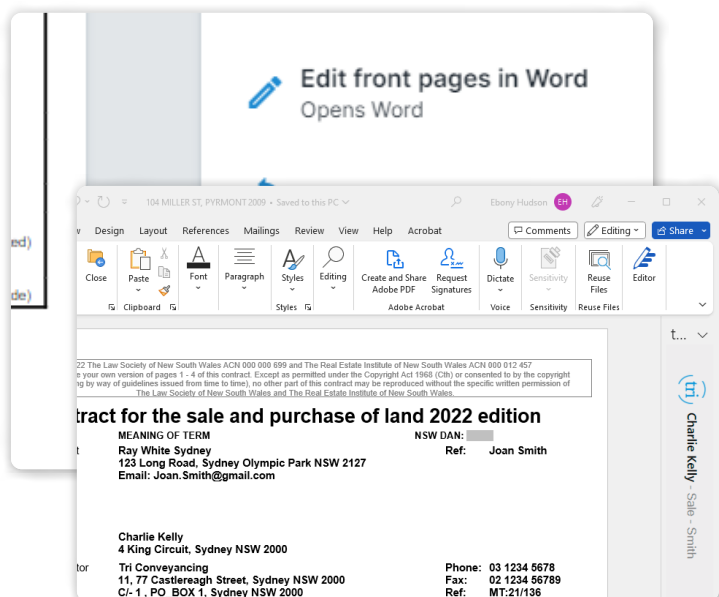 Edit front pages in Word
Opens Word
ed)
de)
104 MILLER ST, PYRMONT 2009 • Saved to this PC
Ebony Hudson EH
Design Layout References Mailings Review View Help Acrobat
Comments Editing Share
Close Paste Font Paragraph Styles Editing Create and Share Adobe PDF Request Signatures Dictate Sensitivity Reuse Files Editor
Clipboard Styles Adobe Acrobat Voice Sensitivity Reuse Files
t...
22 The Law Society of New South Wales ACN 000 000 699 and The Real Estate Institute of New South Wales ACN 000 012 457
e your own version of pages 1 - 4 of this contract. Except as permitted under the Copyright Act 1968 (Cth) or consented to by the copyright
ng by way of guidelines issued from time to time), no other part of this contract may be reproduced without the specific written permission of
The Law Society of New South Wales and The Real Estate Institute of New South Wales.
tract for the sale and purchase of land 2022 edition
MEANING OF TERM NSW DAN:
t Ray White Sydney Ref: Joan Smith
123 Long Road, Sydney Olympic Park NSW 2127
Email: Joan.Smith@gmail.com
Charlie Kelly
4 King Circuit, Sydney NSW 2000
tor Tri Conveyancing Phone: 03 1234 5678
11, 77 Castlereagh Street, Sydney NSW 2000 Fax: 02 1234 56789
C/- 1 , PO BOX 1, Sydney NSW 2000 Ref: MT:21/136
(tri)
Charlie Kelly - Sale - Smith